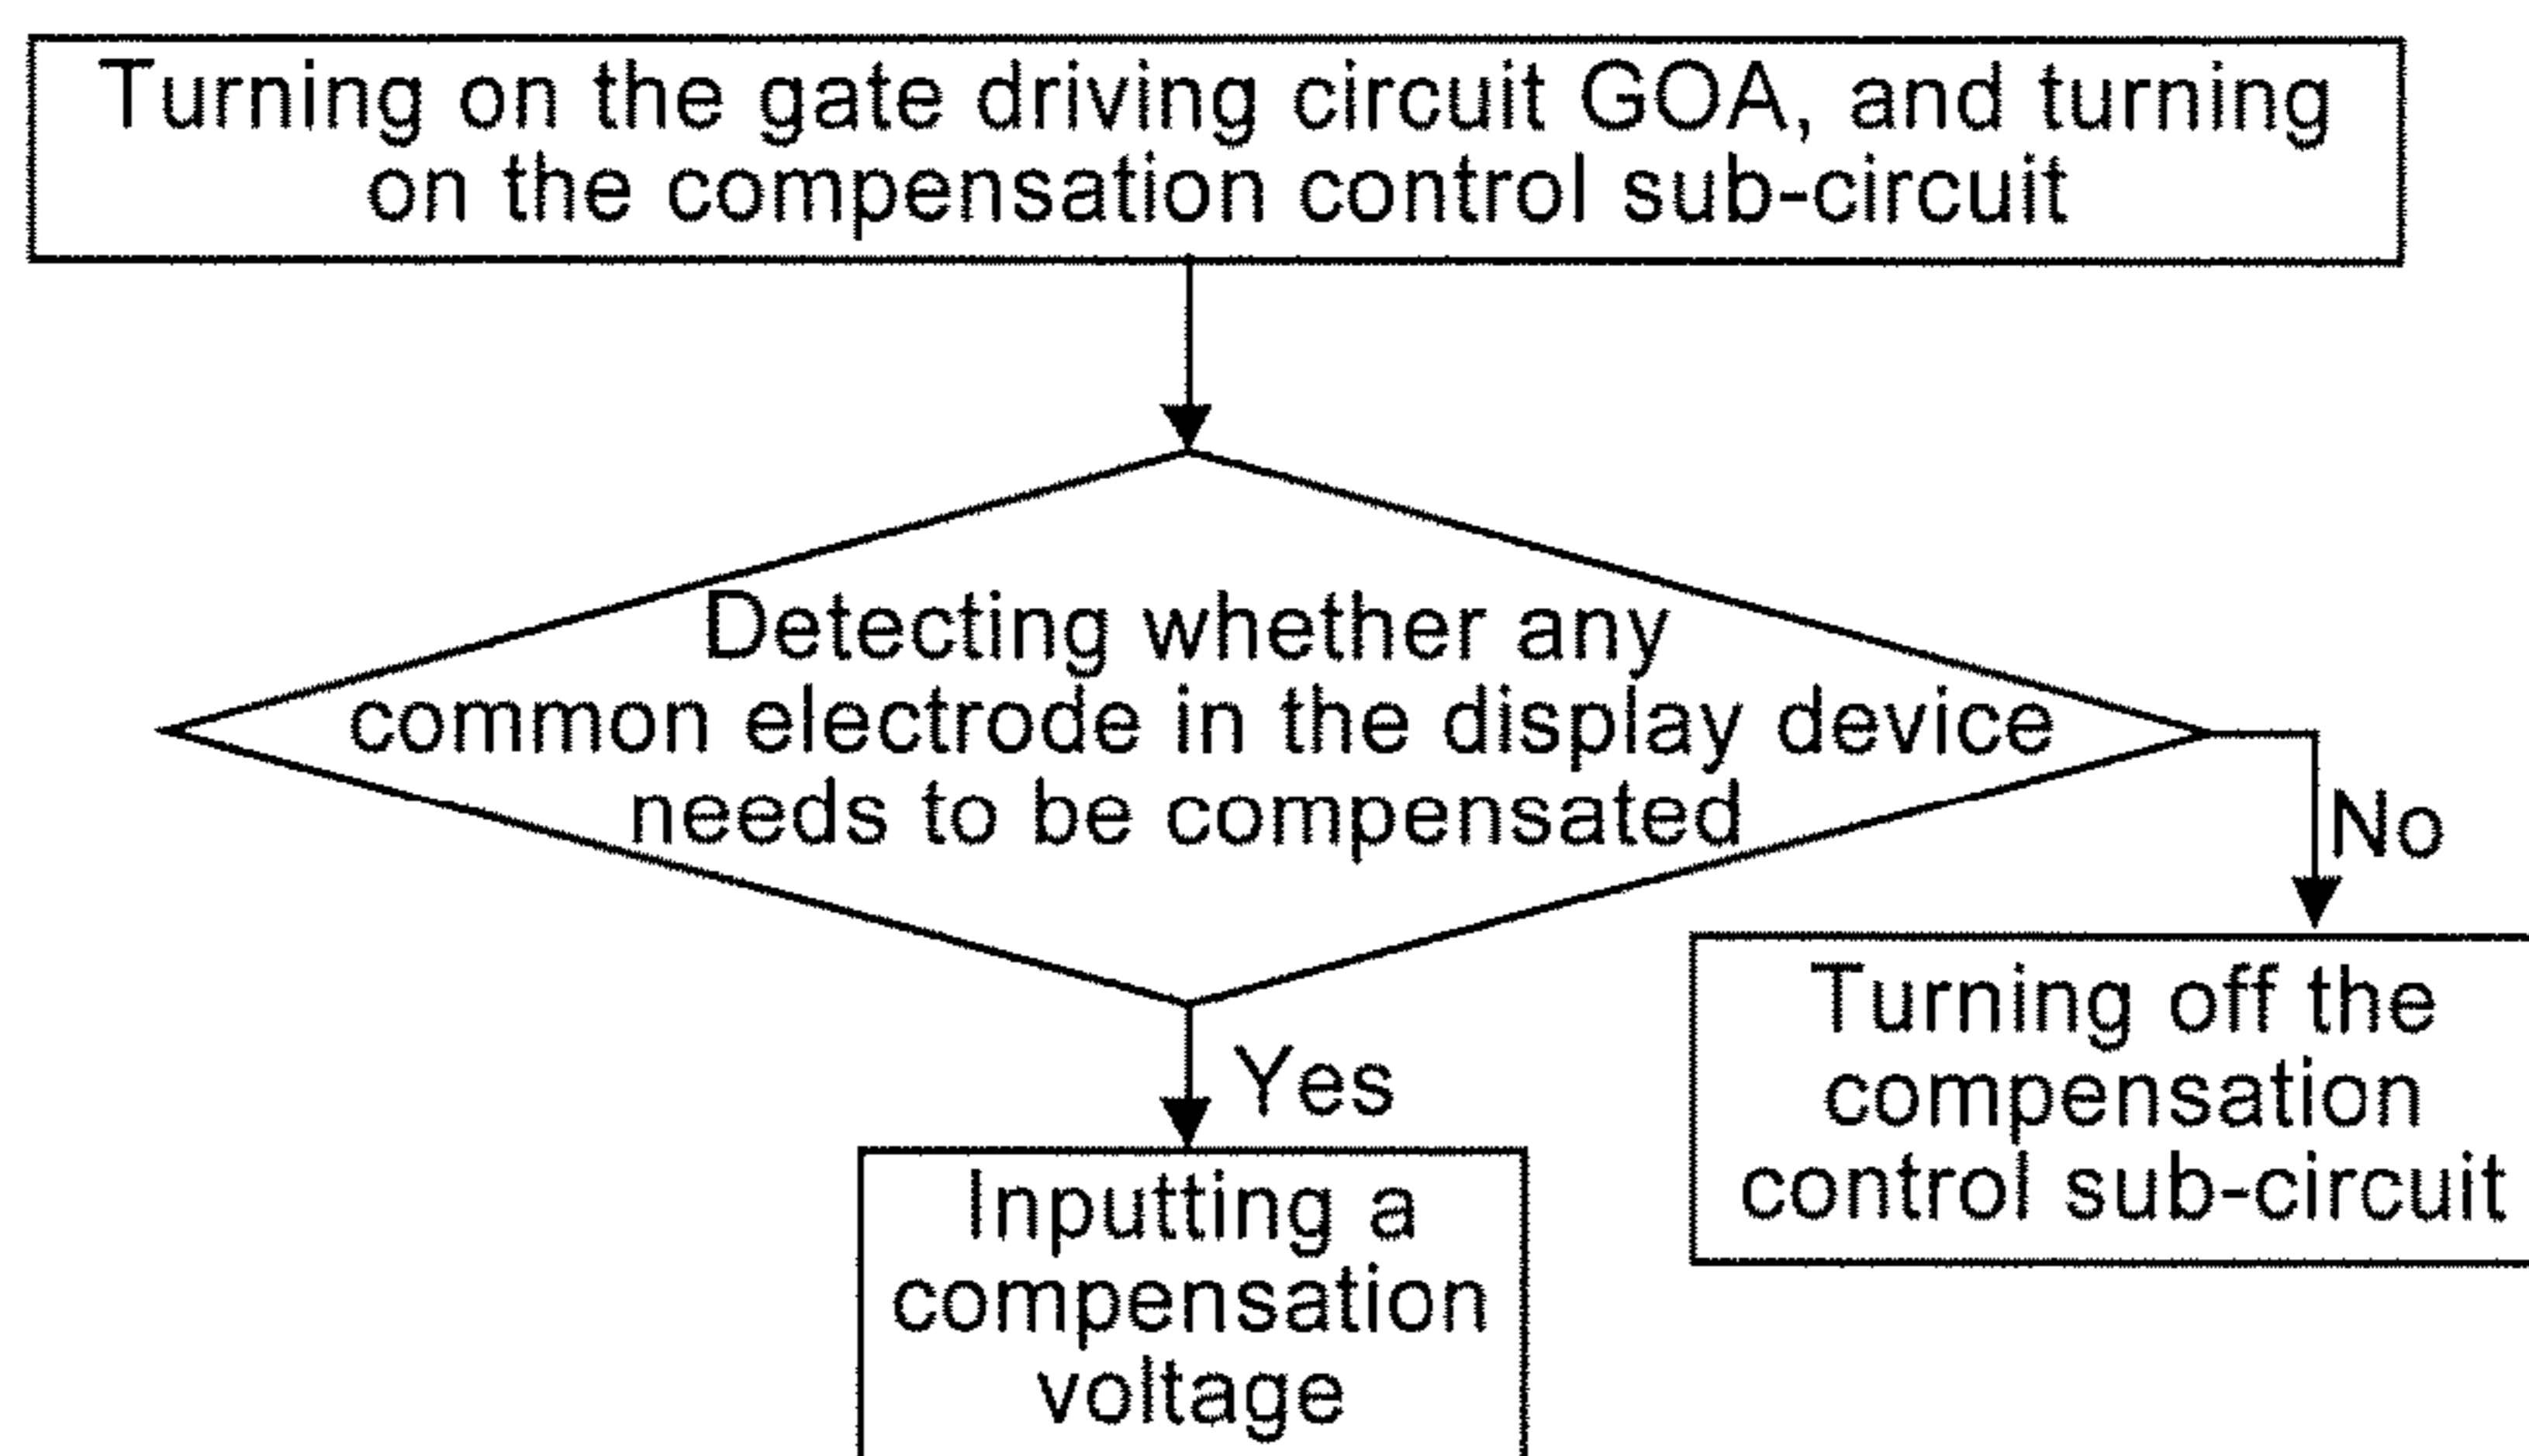 Turning on the gate driving circuit GOA, and turning
on the compensation control sub-circuit
Detecting whether any
common electrode in the display device
needs to be compensated
No
Yes
Turning off the
compensation
control sub-circuit
Inputting a
compensation
voltage